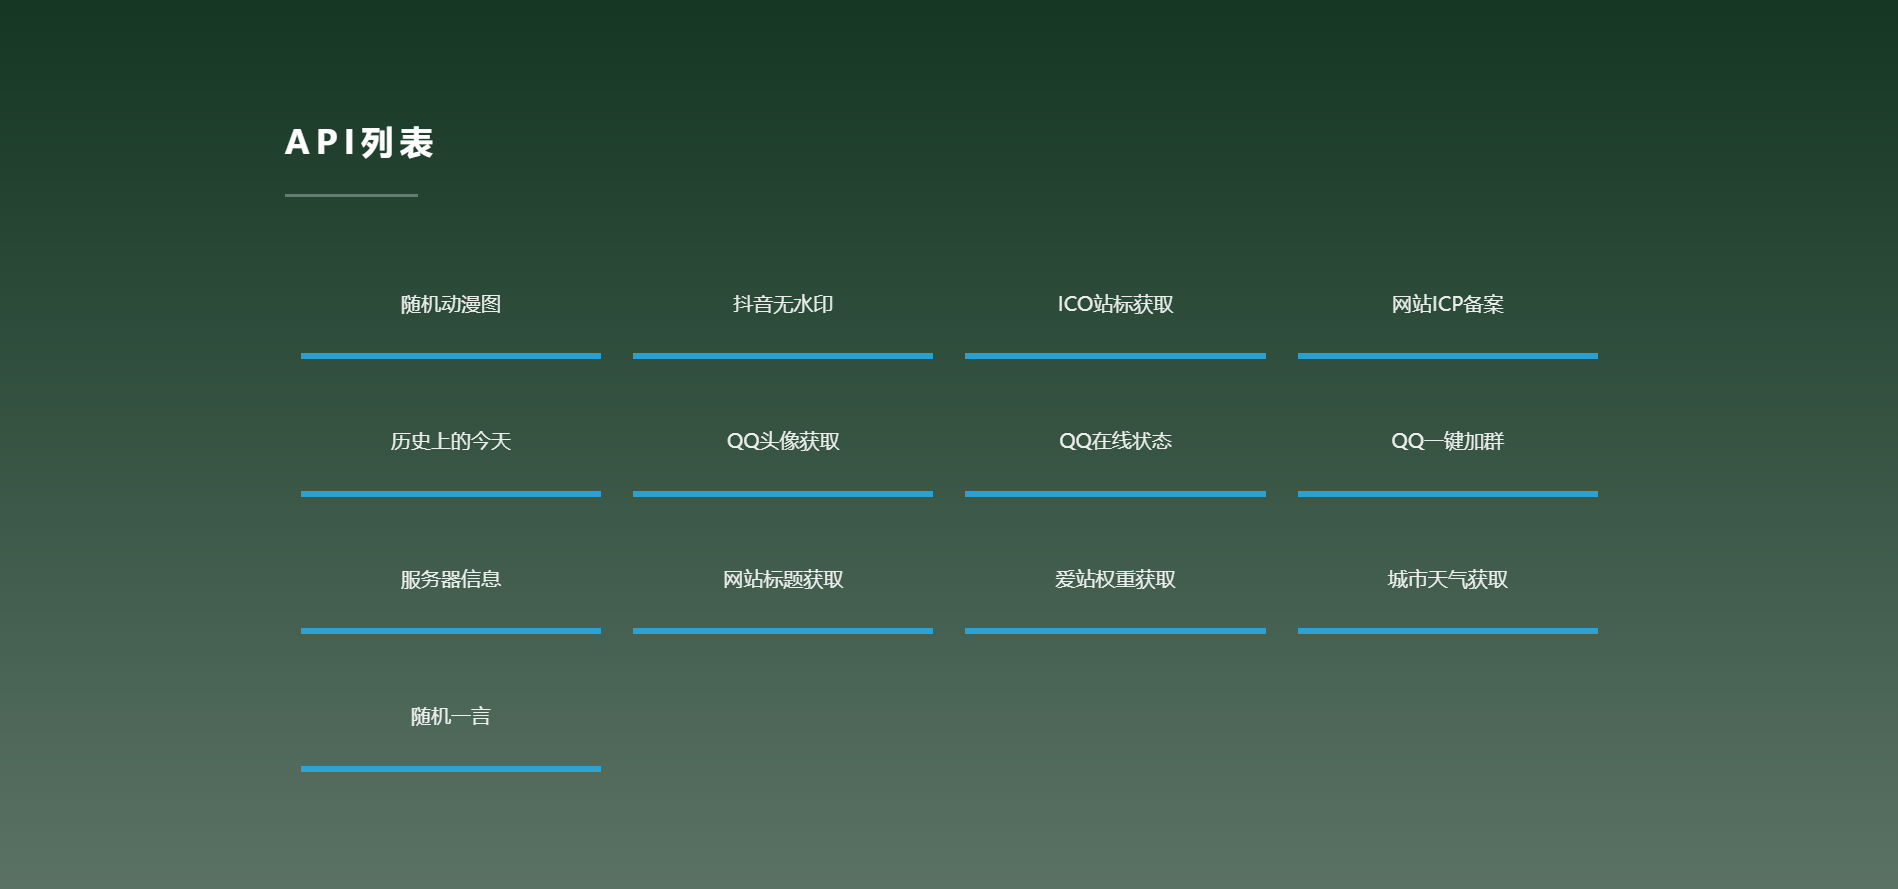 API列表
随机动漫图
抖音无水印
ICO站标获取
网站ICP备案
历史上的今天
QQ头像获取
QQ在线状态
QQ一键加群
服务器信息
网站标题获取
爱站权重获取
城市天气获取
随机一言